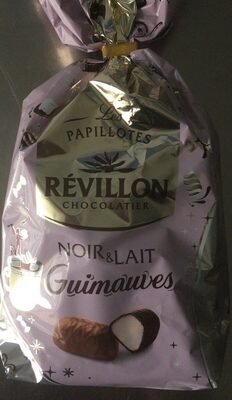 Les
PAPILLOTES
RÉVILLON
CHOCOLATIER
NOIR & LAIT
Guimauves